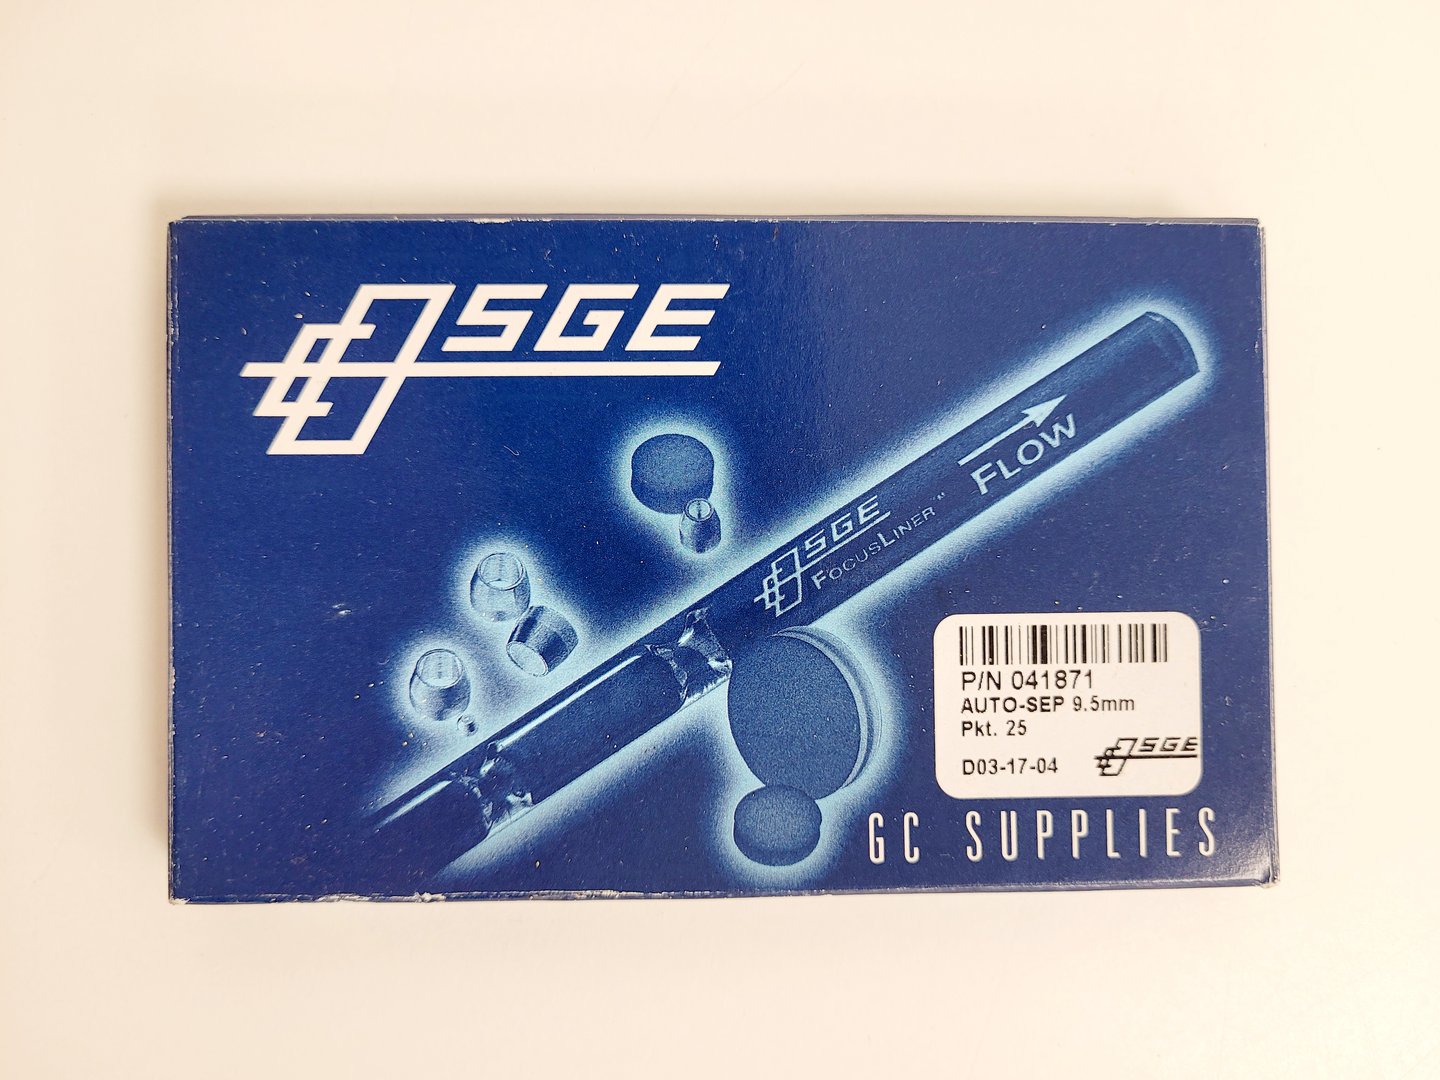 SGE
FLOW
SGE
FOCUSLINER™
P/N 041871
AUTO-SEP 9.5mm
Pkt. 25
D03-17-04
SGE
GC SUPPLIES